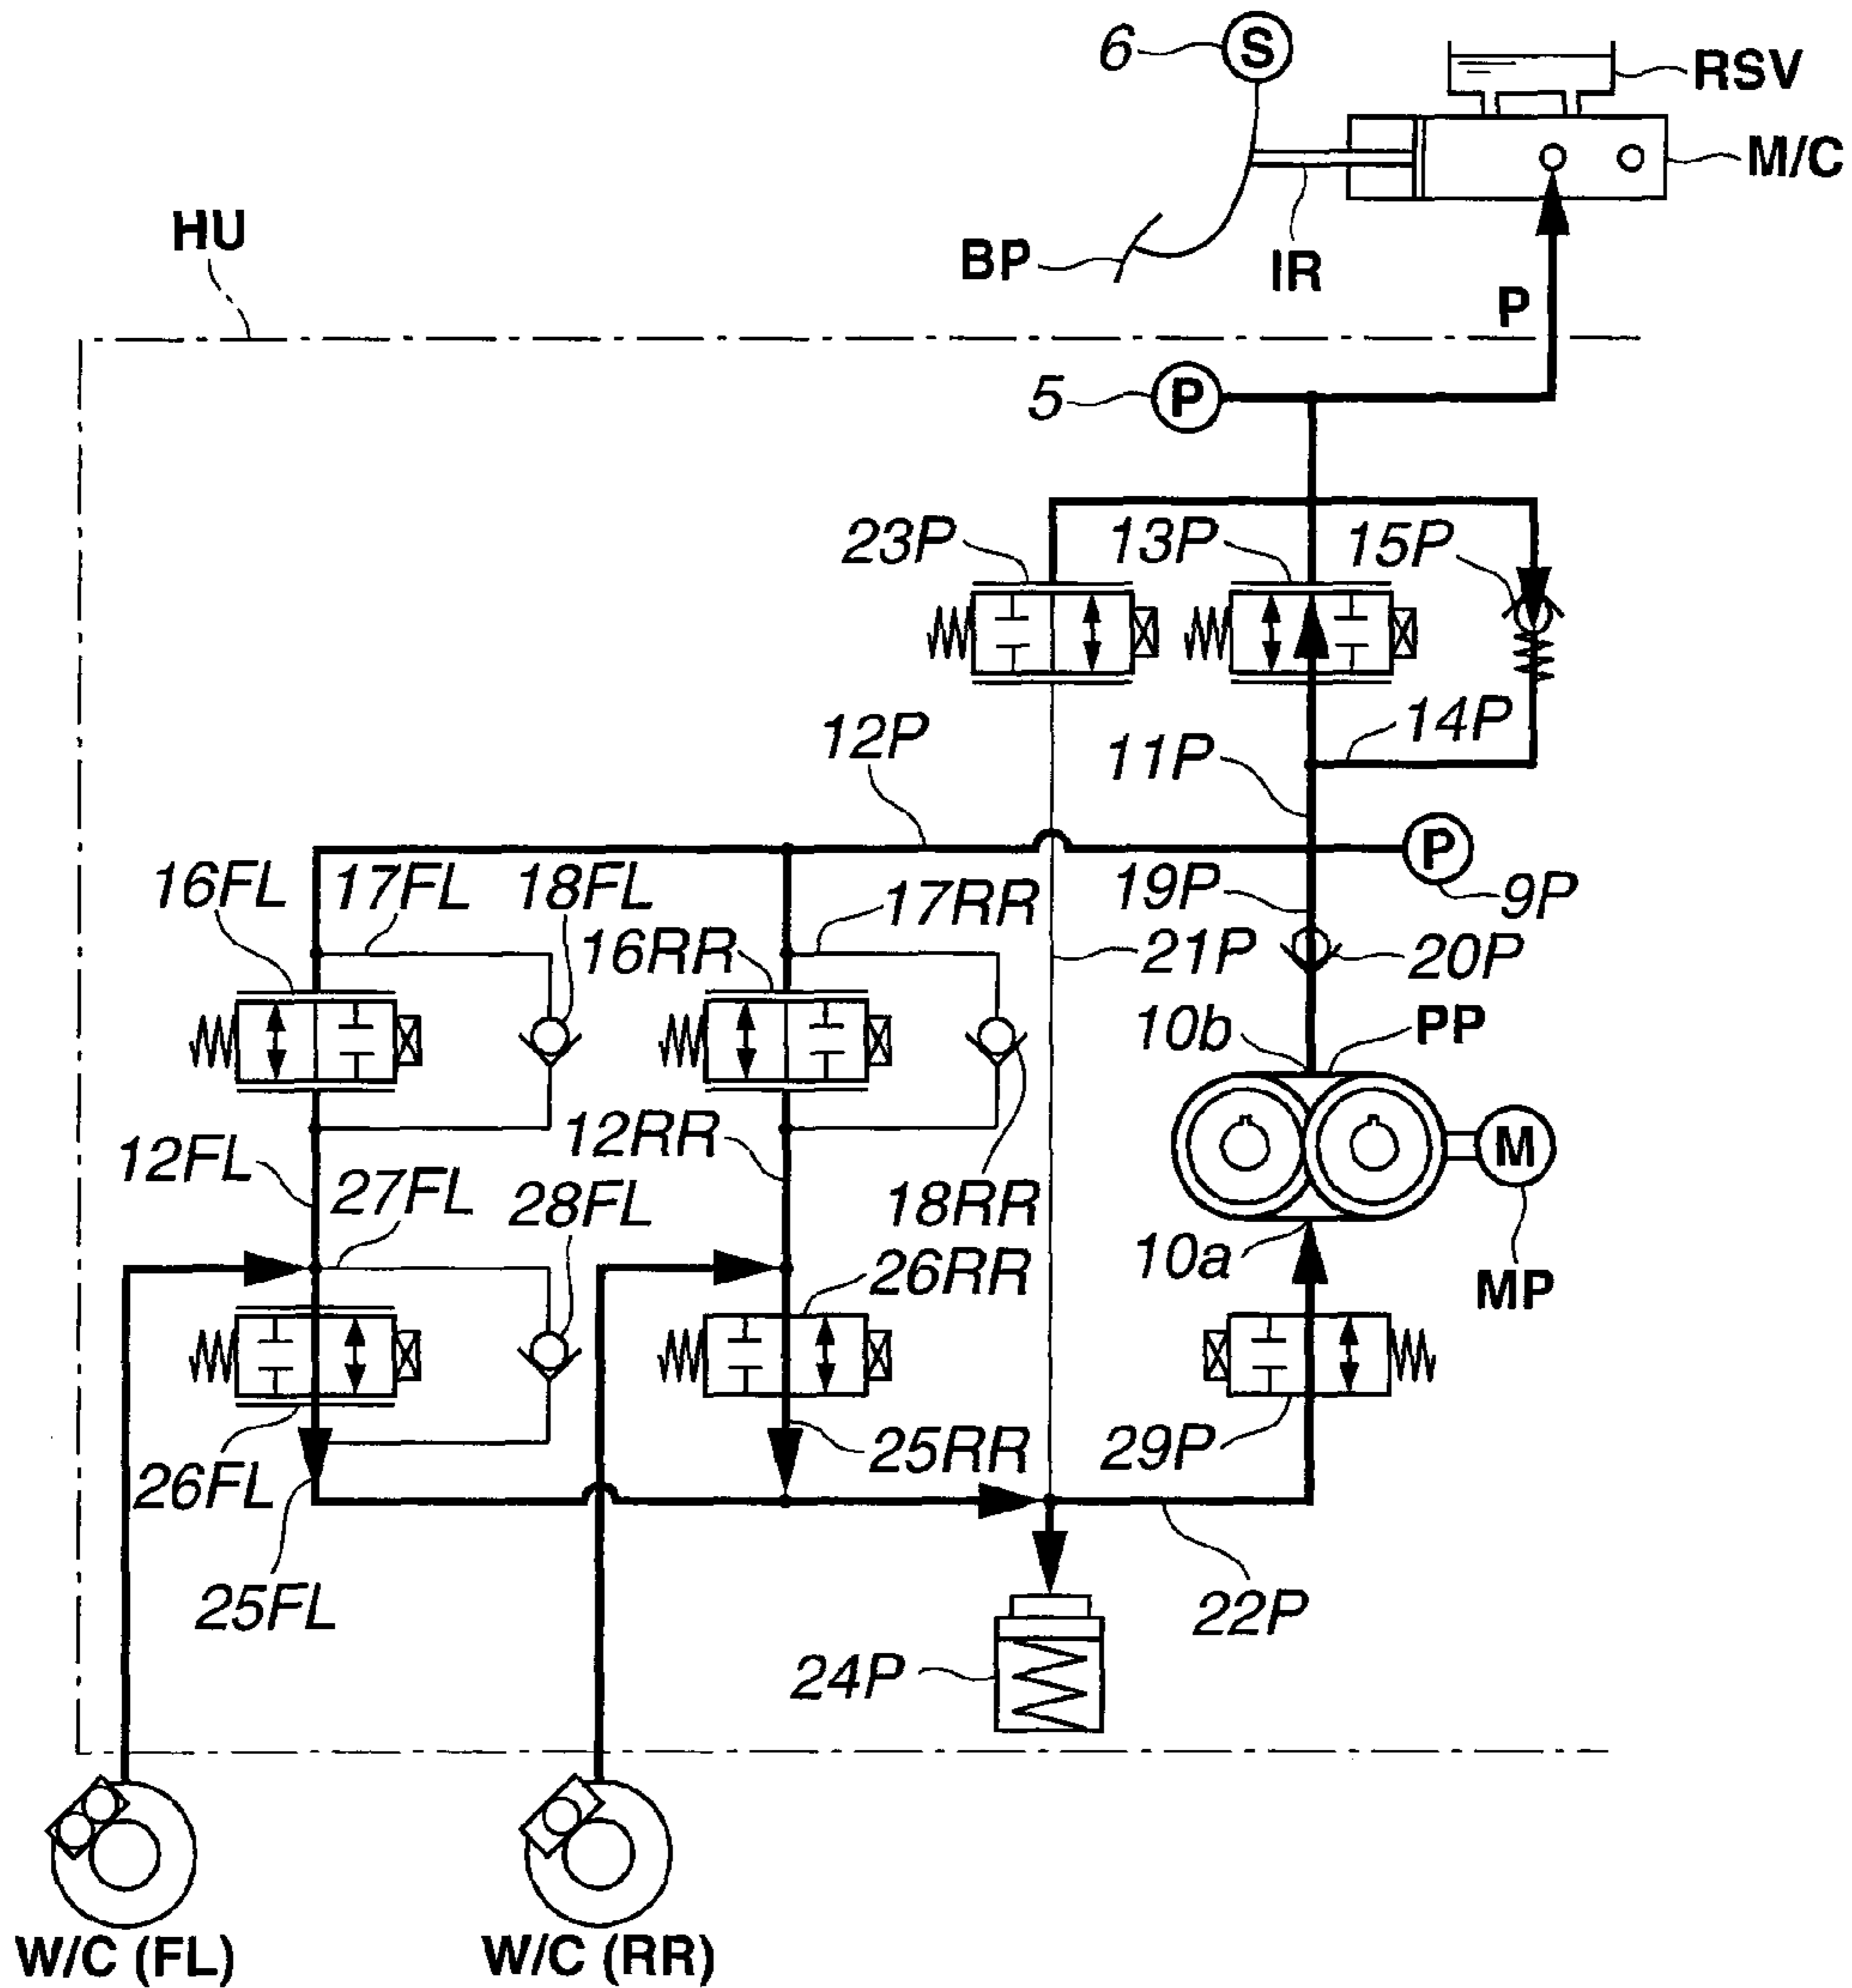 6
S
RSV
M/C
HU
BP
IR
P
5
P
23P
13P
15P
12P
11P
14P
P
16FL
17FL
18FL
17RR
19P
9P
16RR
21P
20P
10b
PP
12FL
12RR
M
27FL
28FL
18RR
10a
26RR
MP
26FL
25RR
29P
25FL
22P
24P
W/C (FL)
W/C (RR)